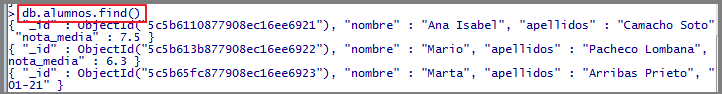 > db.alumnos.find()
{ "_id" : ObjectId("5c5b6110877908ec16ee6921"), "nombre" : "Ana Isabel", "apellidos" : "Camacho Soto"
"nota_media" : 7.5 }
{ "_id" : ObjectId("5c5b613b877908ec16ee6922"), "nombre" : "Mario", "apellidos" : "Pacheco Lombana",
nota_media" : 6.3 }
{ "_id" : ObjectId("5c5b65fc877908ec16ee6923"), "nombre" : "Marta", "apellidos" : "Arribas Prieto", "
01-21" }